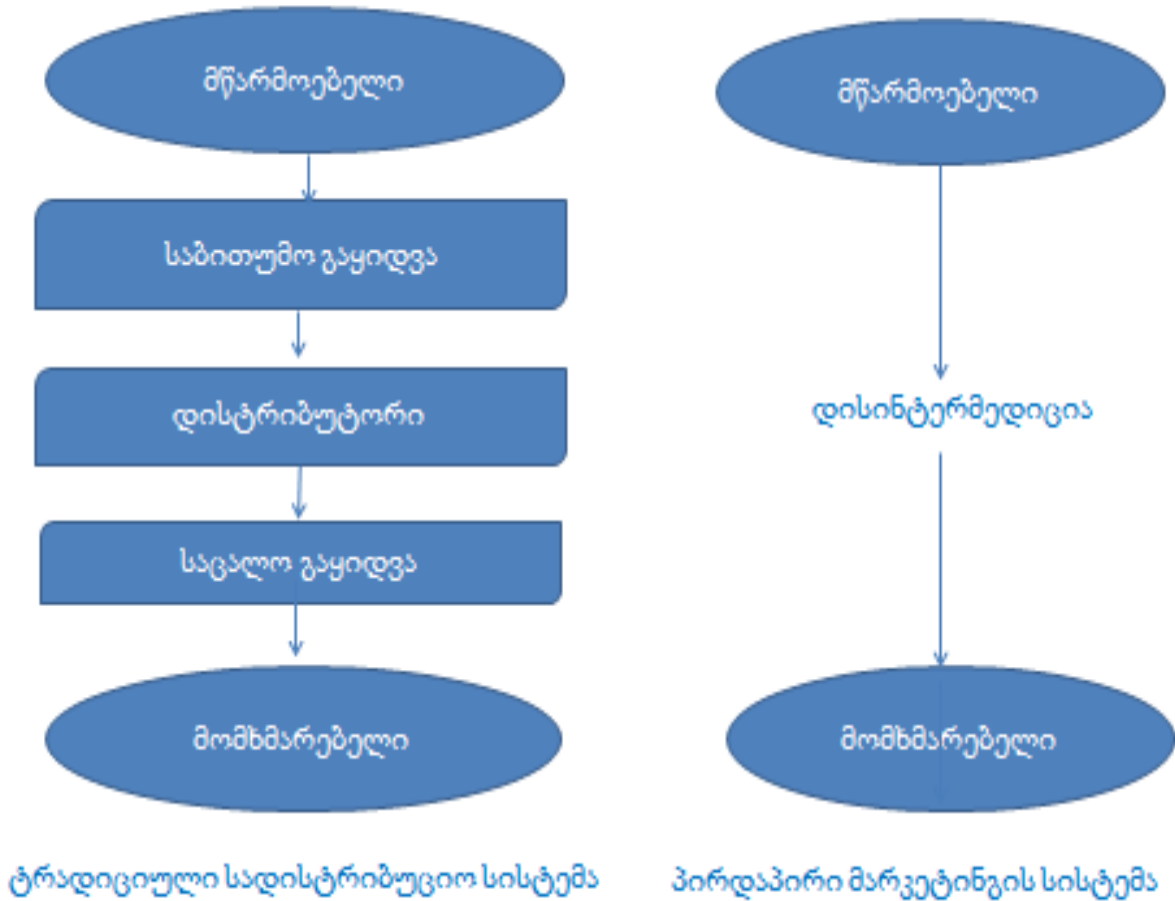 მწარმოებელი
საბითუმო გაყიდვა
დისტრიბუტორი
საცალო გაყიდვა
მომხმარებელი
ტრადიციული სადისტრიბუციო სისტემა
მწარმოებელი
დისინტერმედიცია
მომხმარებელი
პირდაპირი მარკეტინგის სისტემა